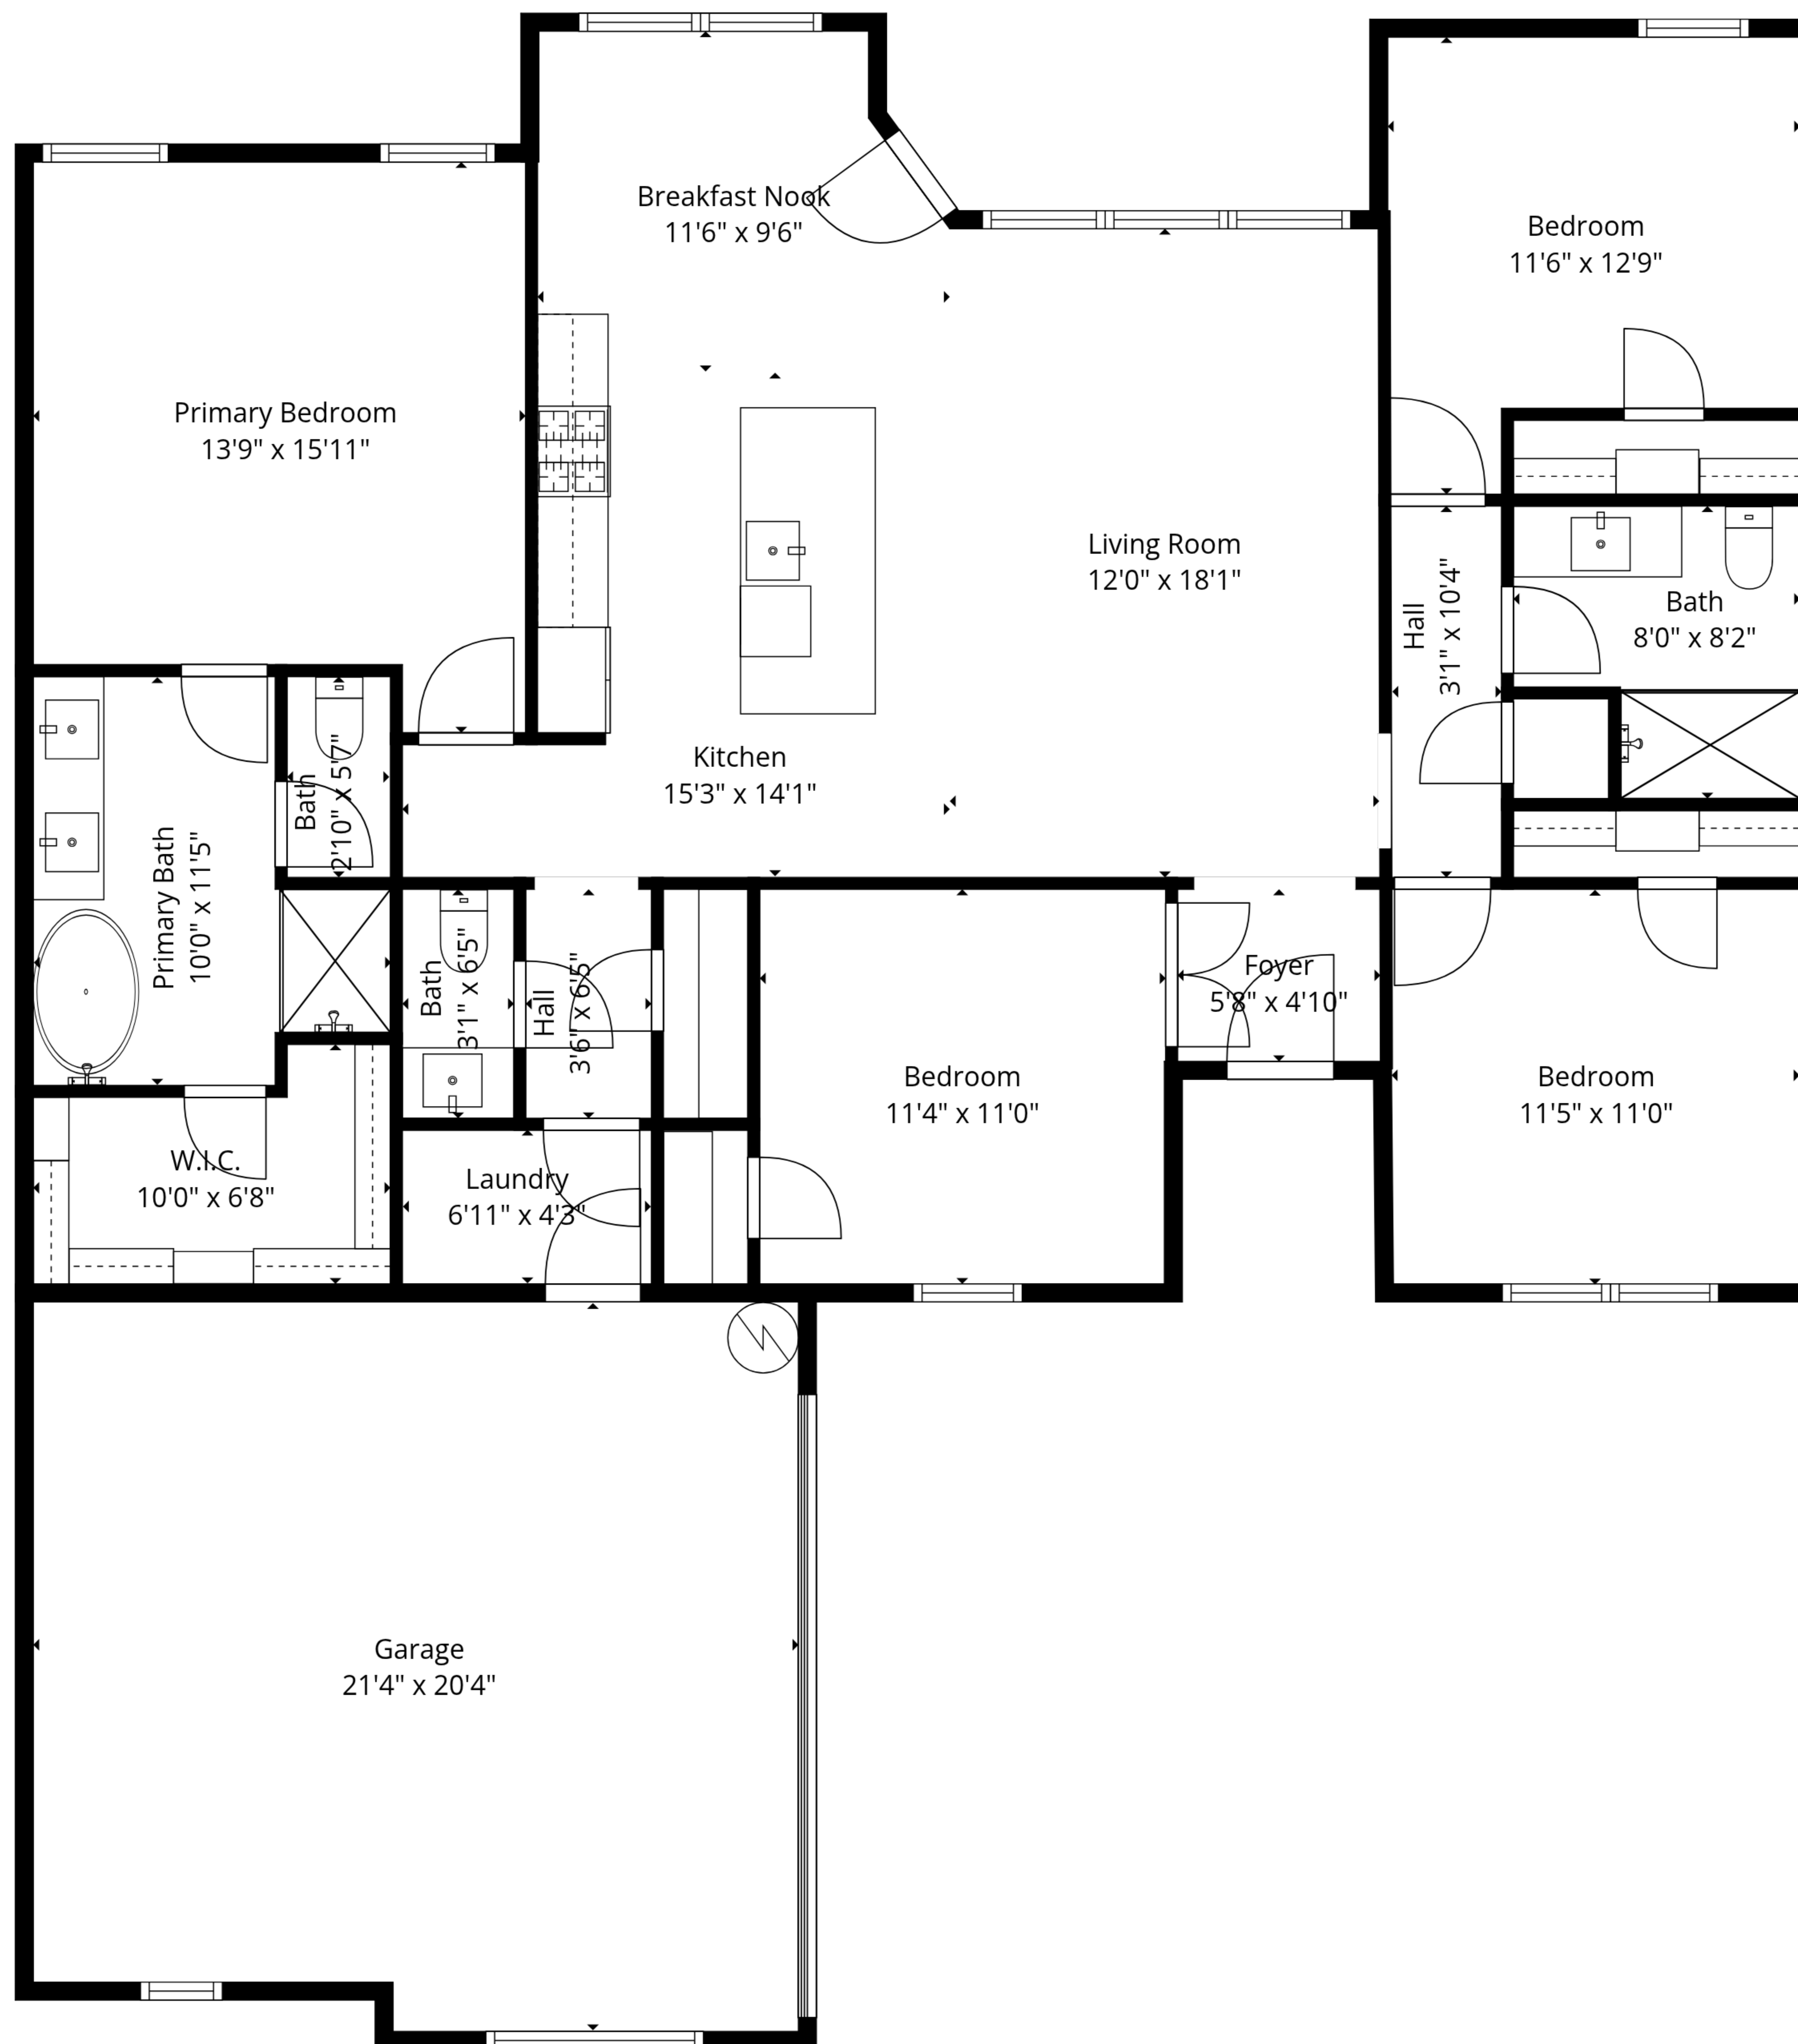 Breakfast Nook
11'6" x 9'6"
Bedroom
11'6" x 12'9"
Primary Bedroom
13'9" x 15'11"
Living Room
12'0" x 18'1"
Hall
3'1" x 10'4"
Bath
8'0" x 8'2"
Kitchen
15'3" x 14'1"
Bath
2'10" x 5'7"
Primary Bath
10'0" x 11'5"
Bath
3'1" x 6'5"
Hall
3'6" x 6'5"
Foyer
5'8" x 4'10"
Bedroom
11'4" x 11'0"
Bedroom
11'5" x 11'0"
W.I.C.
10'0" x 6'8"
Laundry
6'11" x 4'3"
Garage
21'4" x 20'4"